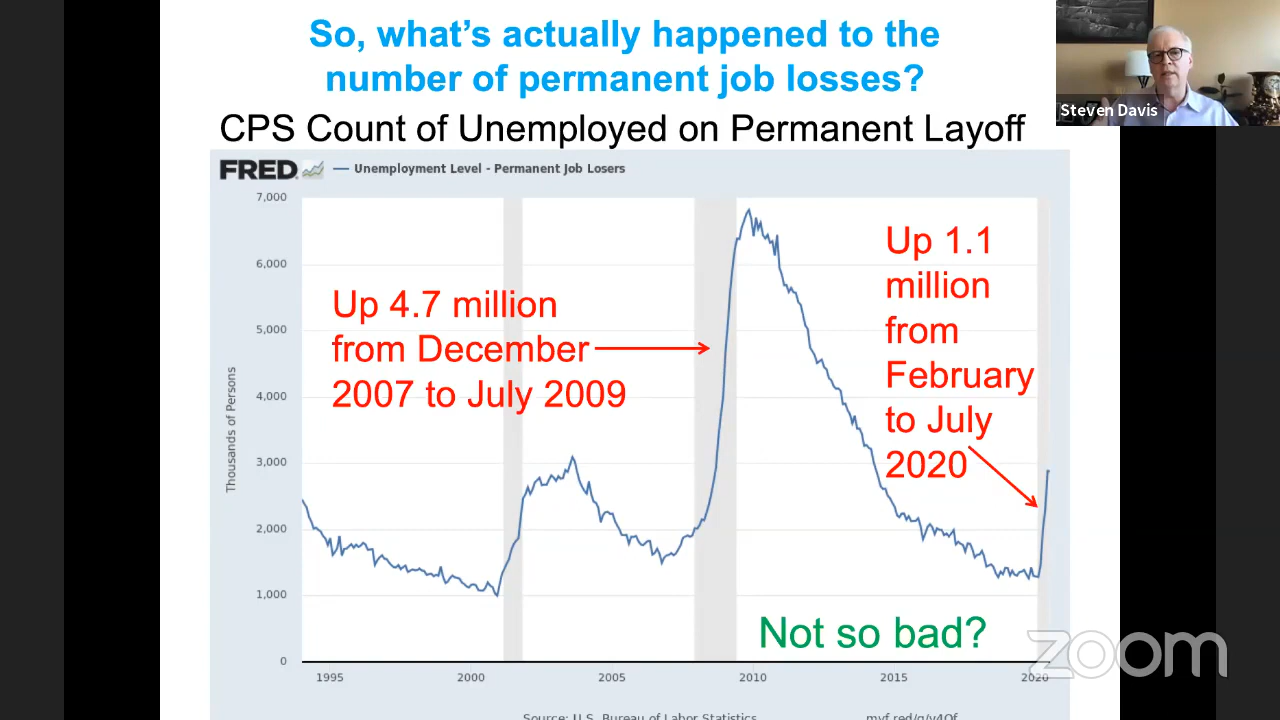 So, what's actually happened to the
number of permanent job losses?
Steven Davis
CPS Count of Unemployed on Permanent Layoff
FRED
Unemployment Level - Permanent Job Losers
7,000
6,000
5,000
4,000
3,000
2,000
1,000
0
Thousands of Persons
Up 4.7 million
from December
2007 to July 2009
Up 1.1
million
from
February
to July
2020
Not so bad?
zoom
1995
2000
2005
2010
2015
2020
Source: U.S. Bureau of Labor Statistics